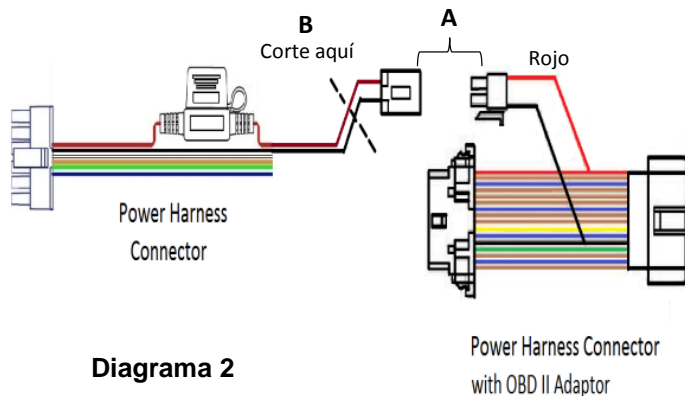 B
Corte aquí
A
Rojo
Power Harness
Connector
Diagrama 2
Power Harness Connector
with OBD II Adaptor